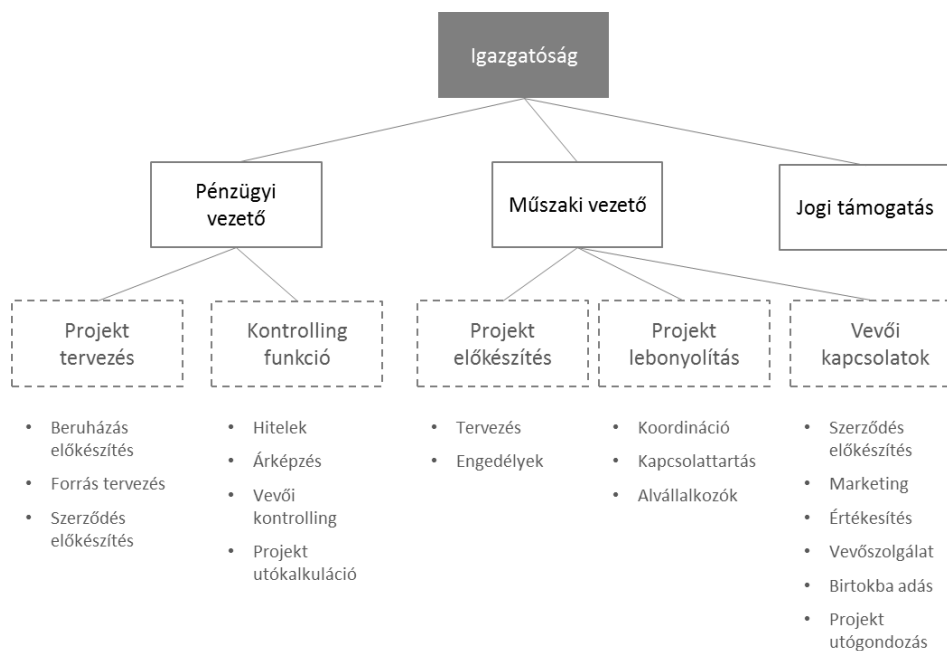 Igazgatóság
Pénzügyi
vezető
Műszaki vezető
Jogi támogatás
Projekt
tervezés
Kontrolling
funkció
Projekt
előkészítés
Projekt
lebonyolítás
Vevői
kapcsolatok
• Beruházás
előkészítés
• Forrás tervezés
• Szerződés
előkészítés
• Hitelek
• Árképzés
• Vevői
kontrolling
• Projekt
utókalkuláció
• Tervezés
• Engedélyek
• Koordináció
• Kapcsolattartás
• Alvállalkozók
• Szerződés
előkészítés
• Marketing
• Értékesítés
• Vevőszolgálat
• Birtokba adás
• Projekt
utógondozás